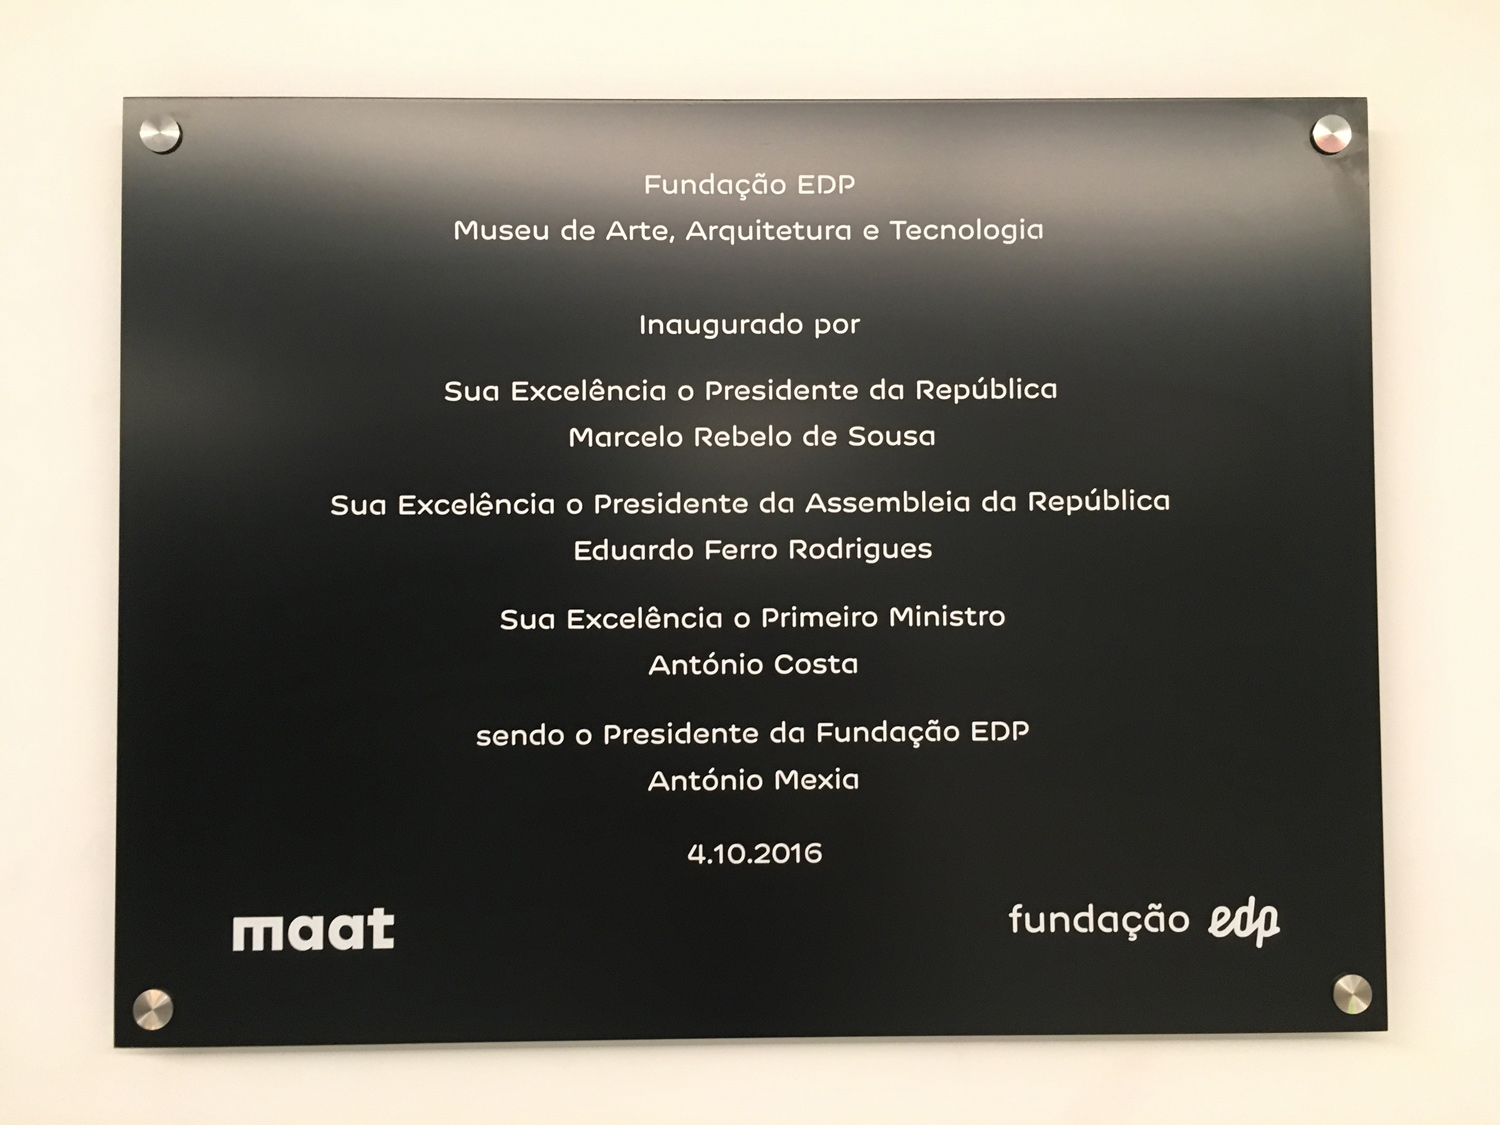 Fundação EDP
Museu de Arte, Arquitetura e Tecnologia
Inaugurado por
Sua Excelência o Presidente da República
Marcelo Rebelo de Sousa
Sua Excelência o Presidente da Assembleia da República
Eduardo Ferro Rodrigues
Sua Excelência o Primeiro Ministro
António Costa
sendo o Presidente da Fundação EDP
António Mexia
4.10.2016
maat
fundação edp